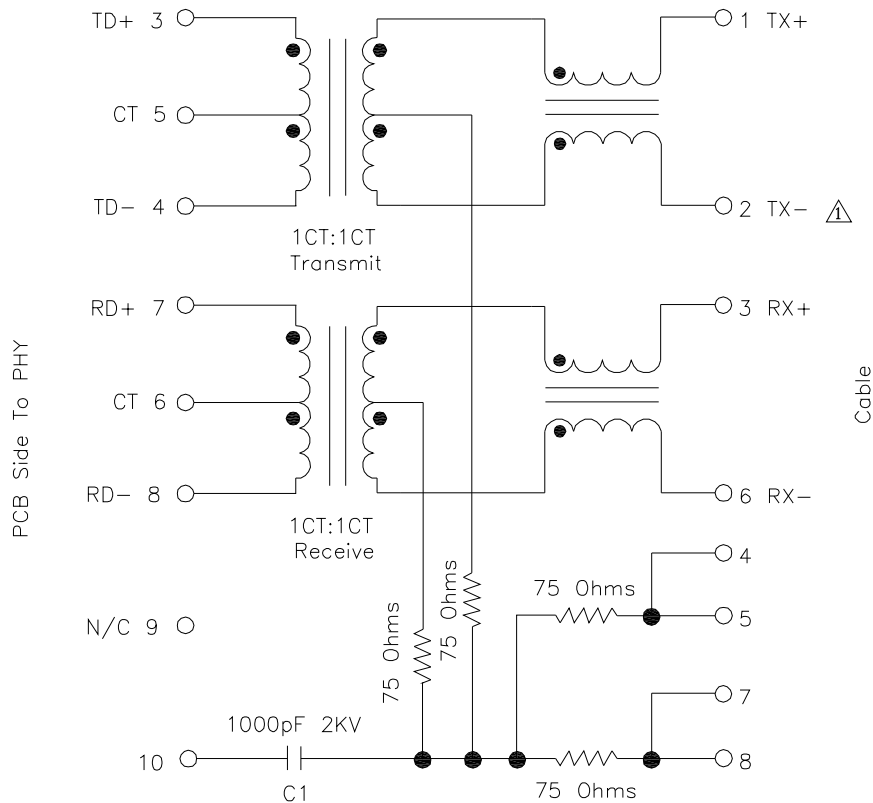 TD+ 3
1 TX+
CT 5
TD- 4
2 TX- 1
1CT:1CT
Transmit
RD+ 7
3 RX+
PCB Side To PHY
CT 6
Cable
RD- 8
6 RX-
1CT:1CT
Receive
4
75 Ohms
75 Ohms
75 Ohms
5
N/C 9
7
1000pF 2KV
10
8
C1
75 Ohms